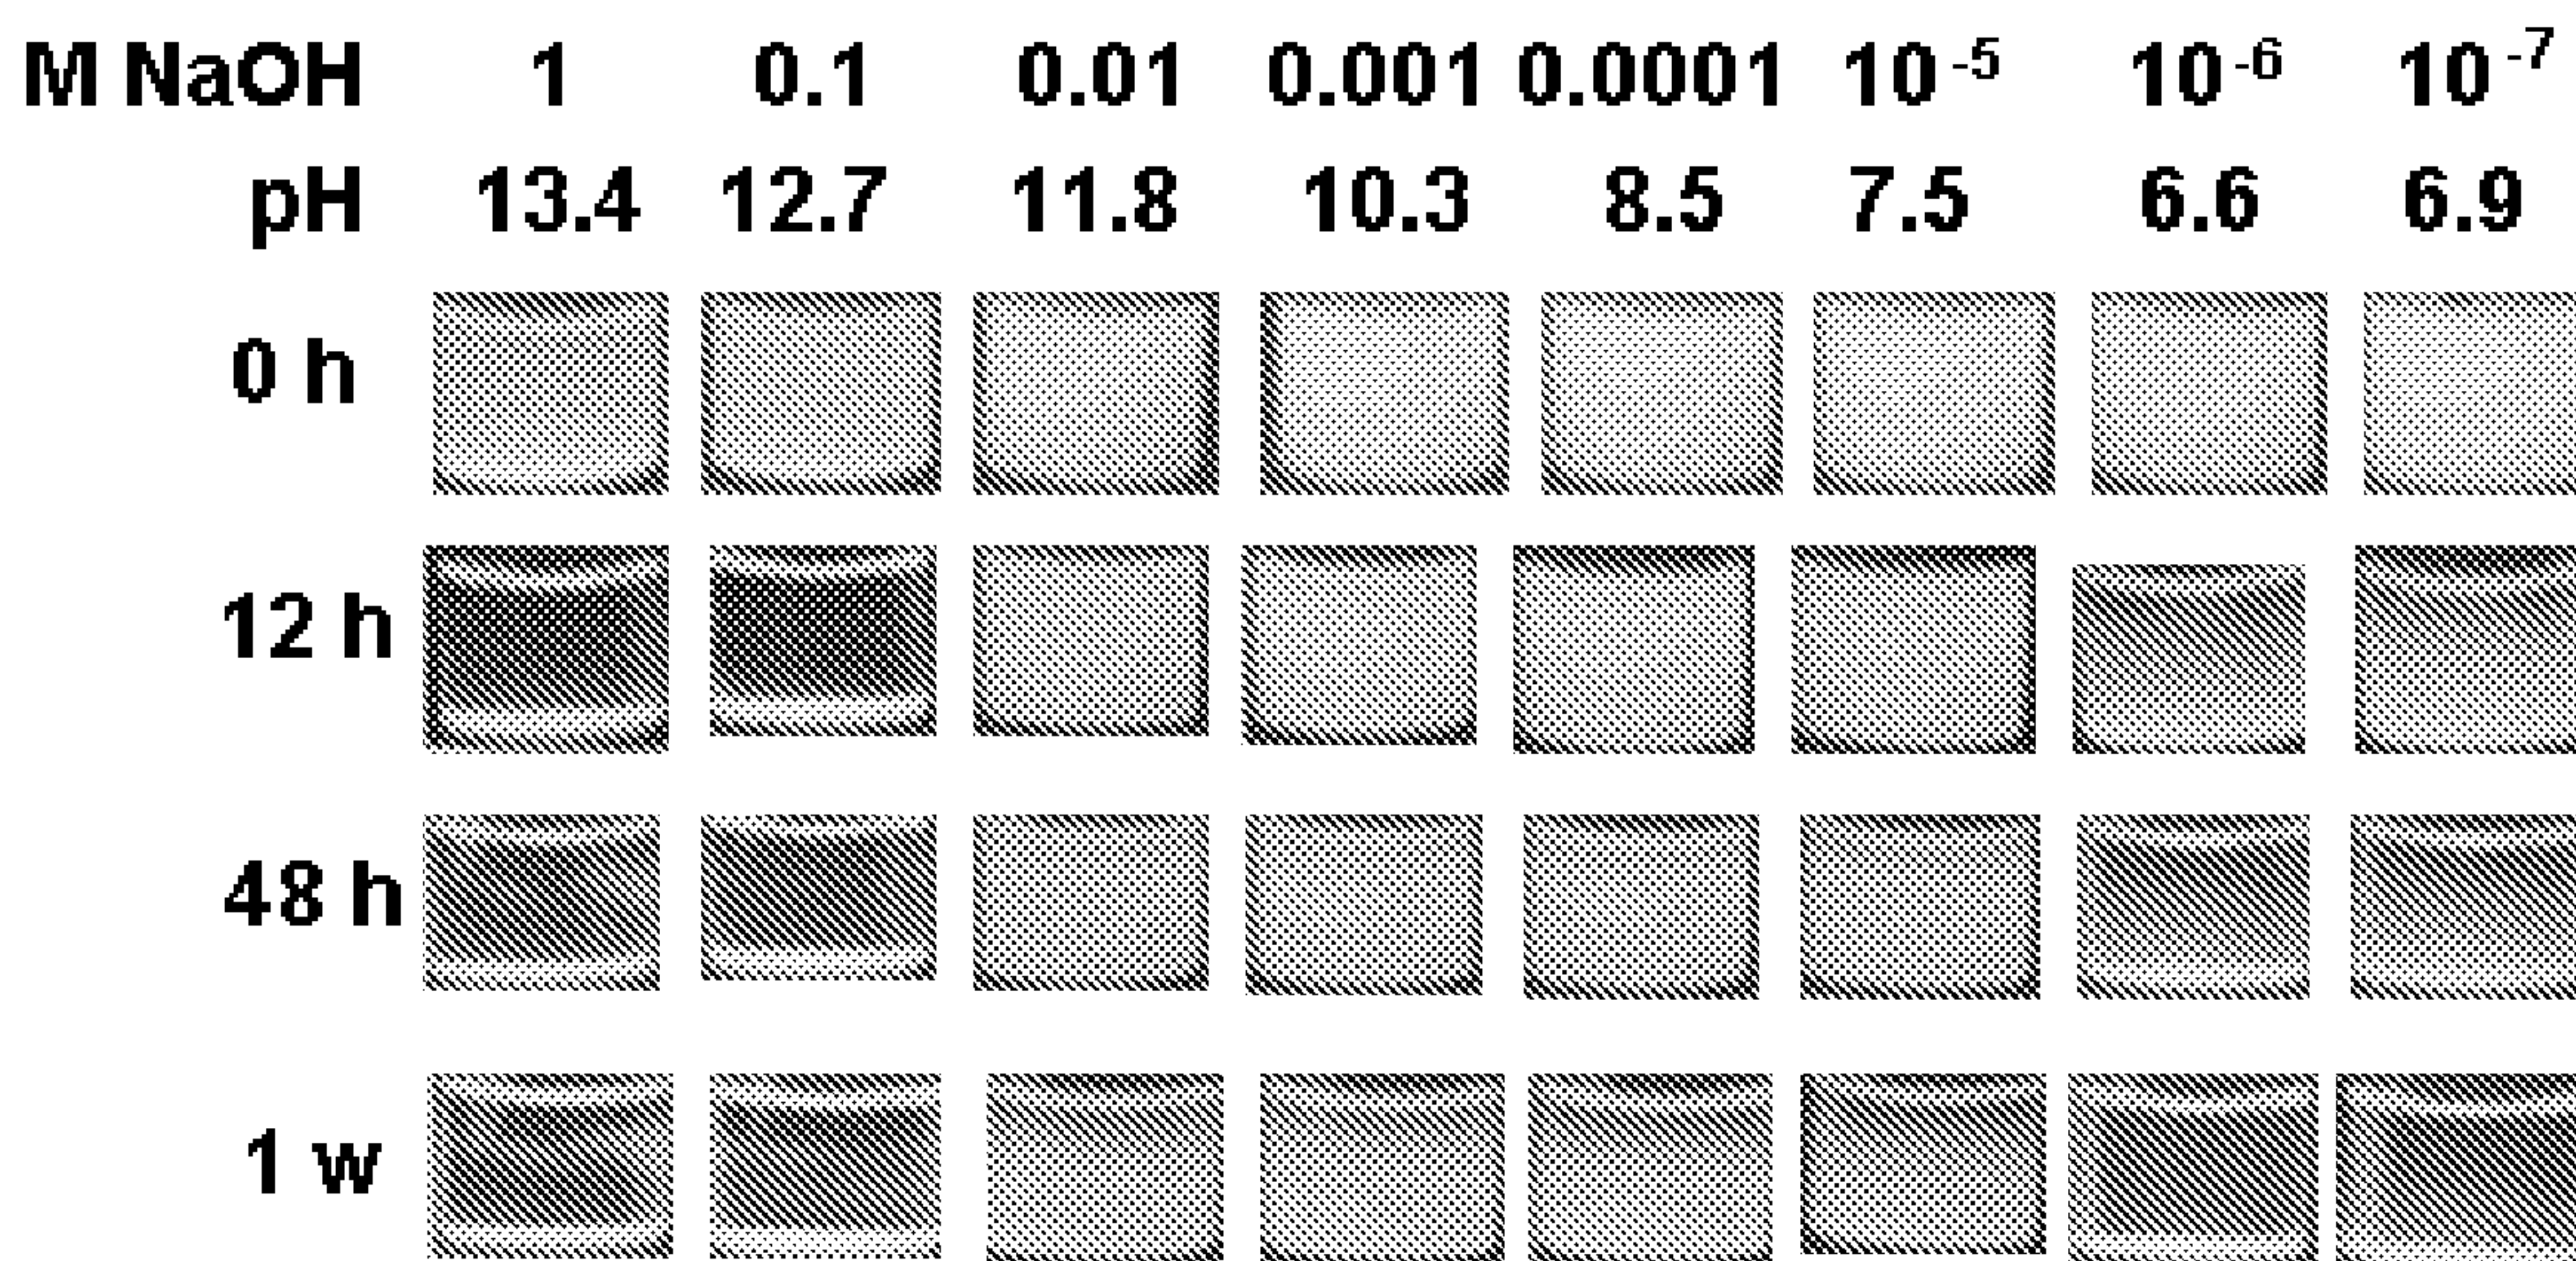 M NaOH 1 0.1 0.01 0.001 0.0001 10⁻⁵ 10⁻⁶ 10⁻⁷
pH 13.4 12.7 11.8 10.3 8.5 7.5 6.6 6.9
0 h
12 h
48 h
1 w